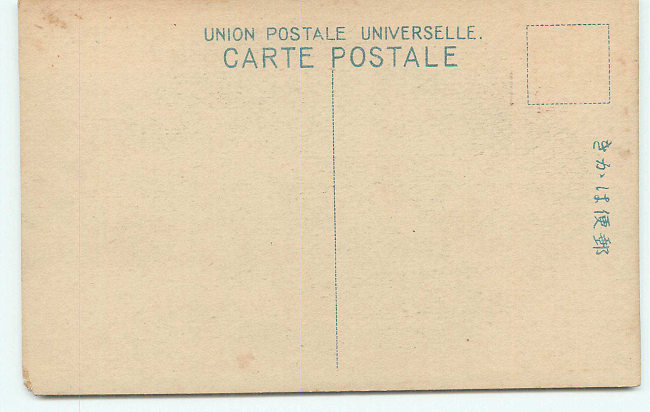 UNION POSTALE UNIVERSELLE.
CARTE POSTALE
郵便はかき